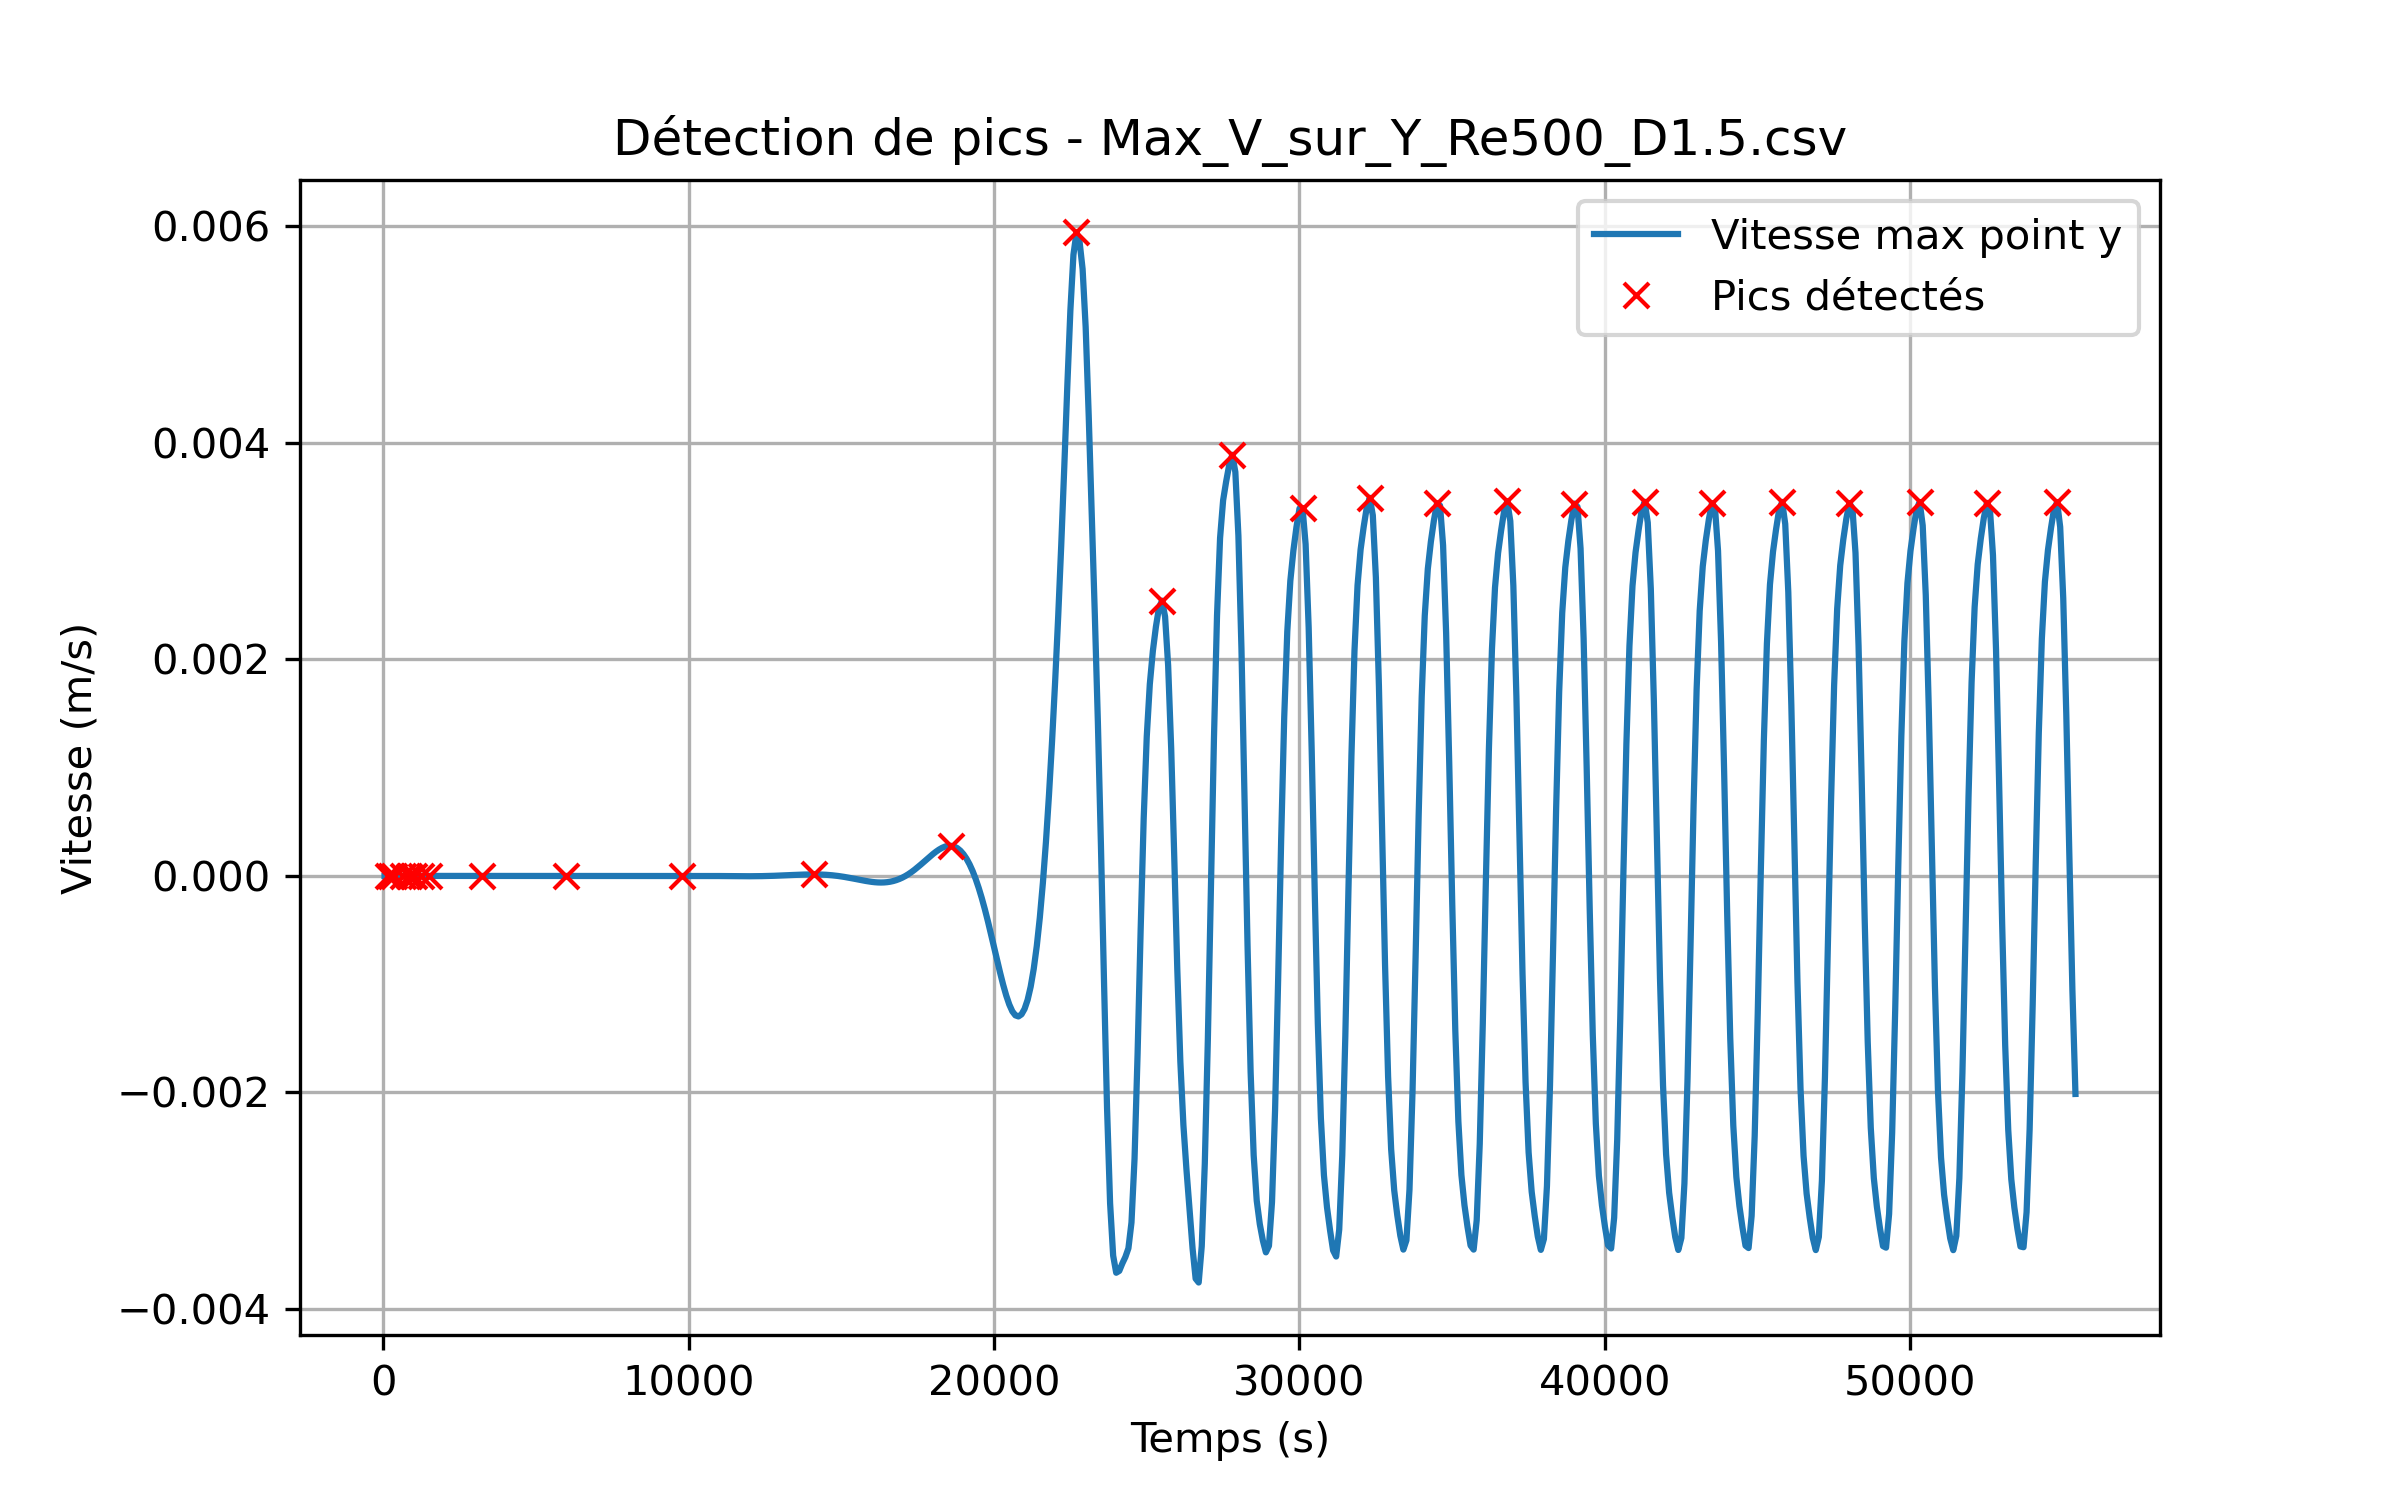 Détection de pics - Max_V_sur_Y_Re500_D1.5.csv
Vitesse max point y
Pics détectés
Vitesse (m/s)
0.006
0.004
0.002
0.000
−0.002
−0.004
0 10000 20000 30000 40000 50000
Temps (s)